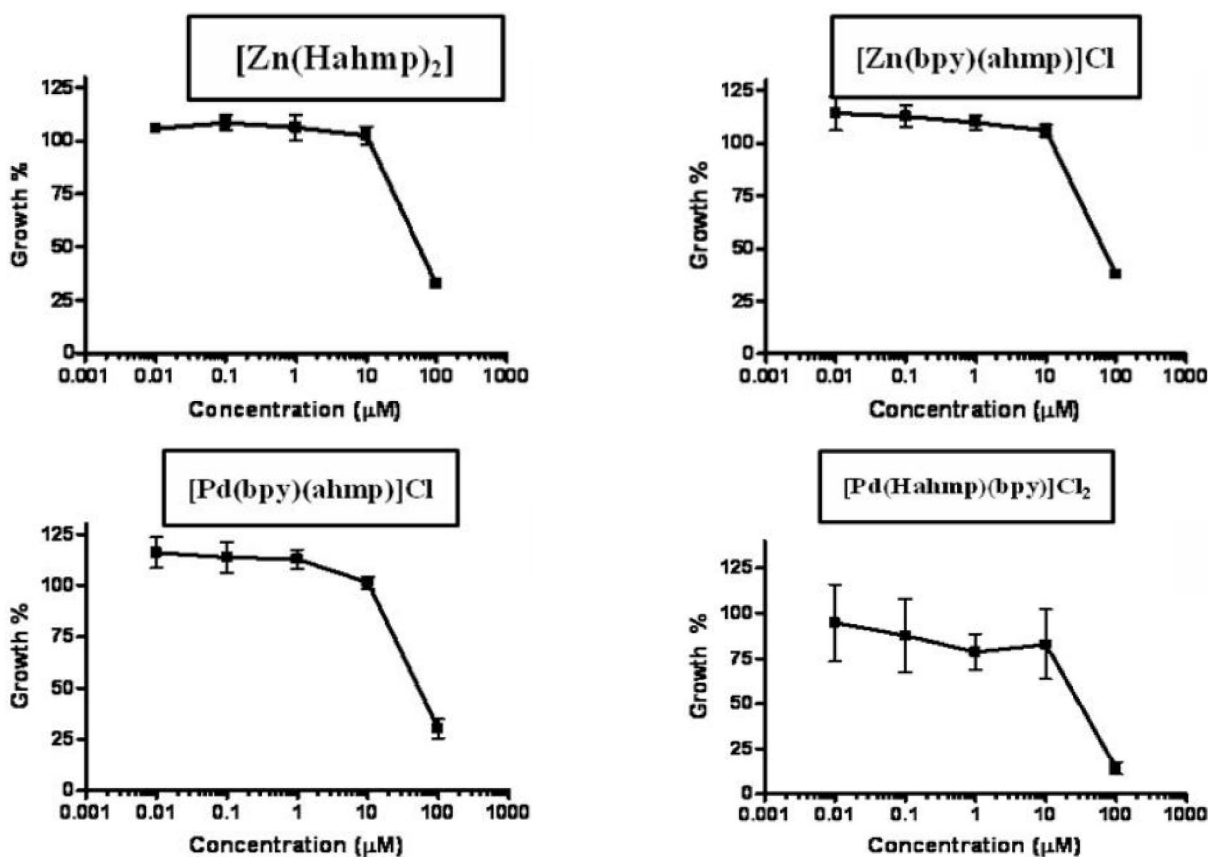 [Zn(Hahmp)₂]
Growth %
125
100
75
50
25
0
0.001 0.01 0.1 1 10 100 1000
Concentration (μM)
[Zn(bpy)(ahmp)]Cl
Growth %
125
100
75
50
25
0
0.001 0.01 0.1 1 10 100 1000
Concentration (μM)
[Pd(bpy)(ahmp)]Cl
Growth %
125
100
75
50
25
0
0.001 0.01 0.1 1 10 100 1000
Concentration (μM)
[Pd(Hahmp)(bpy)]Cl₂
Growth %
125
100
75
50
25
0
0.001 0.01 0.1 1 10 100 1000
Concentration (μM)